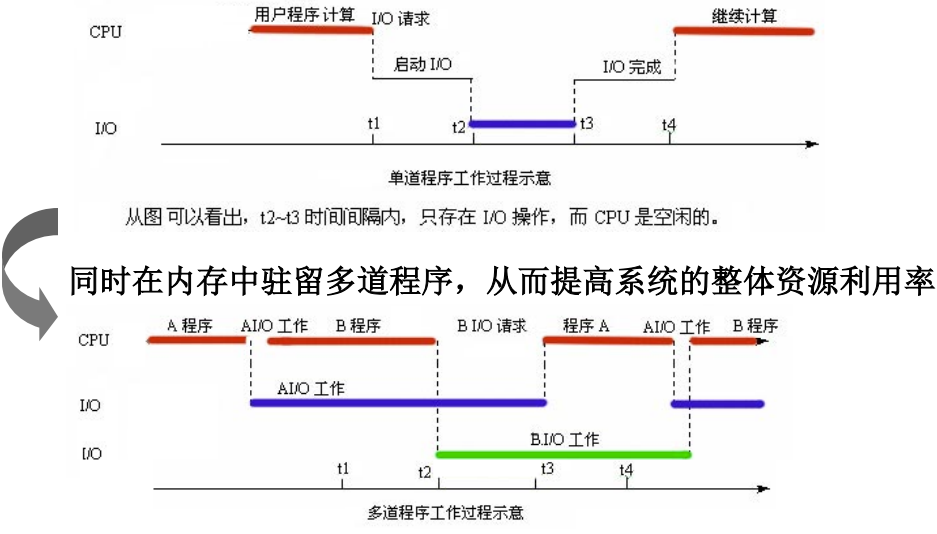 用户程序计算 I/O 请求 继续计算
CPU
启动 I/O I/O 完成
I/O t1 t2 t3 t4
单道程序工作过程示意
从图可以看出，t2~t3 时间间隔内，只存在 I/O 操作，而 CPU 是空闲的。
同时在内存中驻留多道程序，从而提高系统的整体资源利用率
A 程序 AI/O 工作 B 程序 B I/O 请求 程序 A AI/O 工作 B 程序
CPU
AI/O 工作
I/O
B.I/O 工作
I/O
t1 t2 t3 t4
多道程序工作过程示意